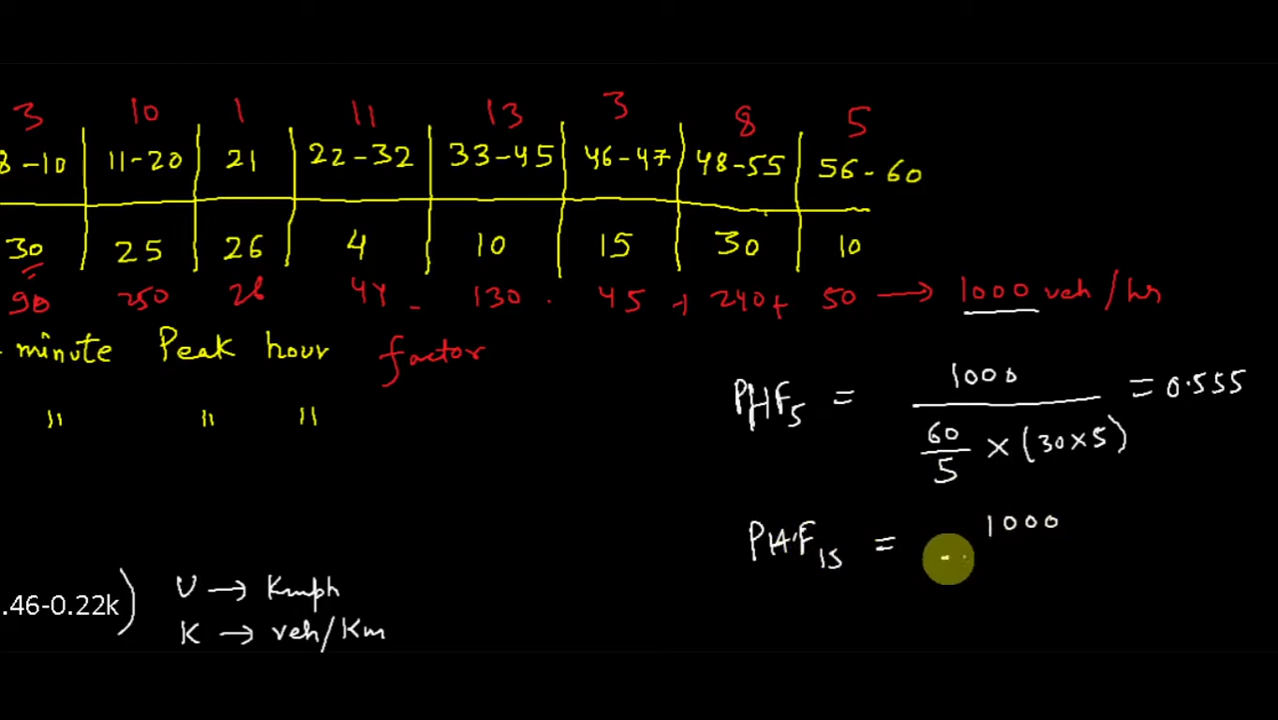 3 10 1 11 13 3 8 5
8-10 11-20 21 22-32 33-45 46-47 48-55 56-60
30 25 26 4 10 15 30 10
90 250 26 44 - 130 . 45 + 240+ 50 → 1000 veh/hr
- minute Peak hour factor
" " "
PHF5 = 1000 / (60/5 × (30×5)) = 0.555
PHF15 = 1000
.46-0.22k) U → Kmph
K → veh/Km